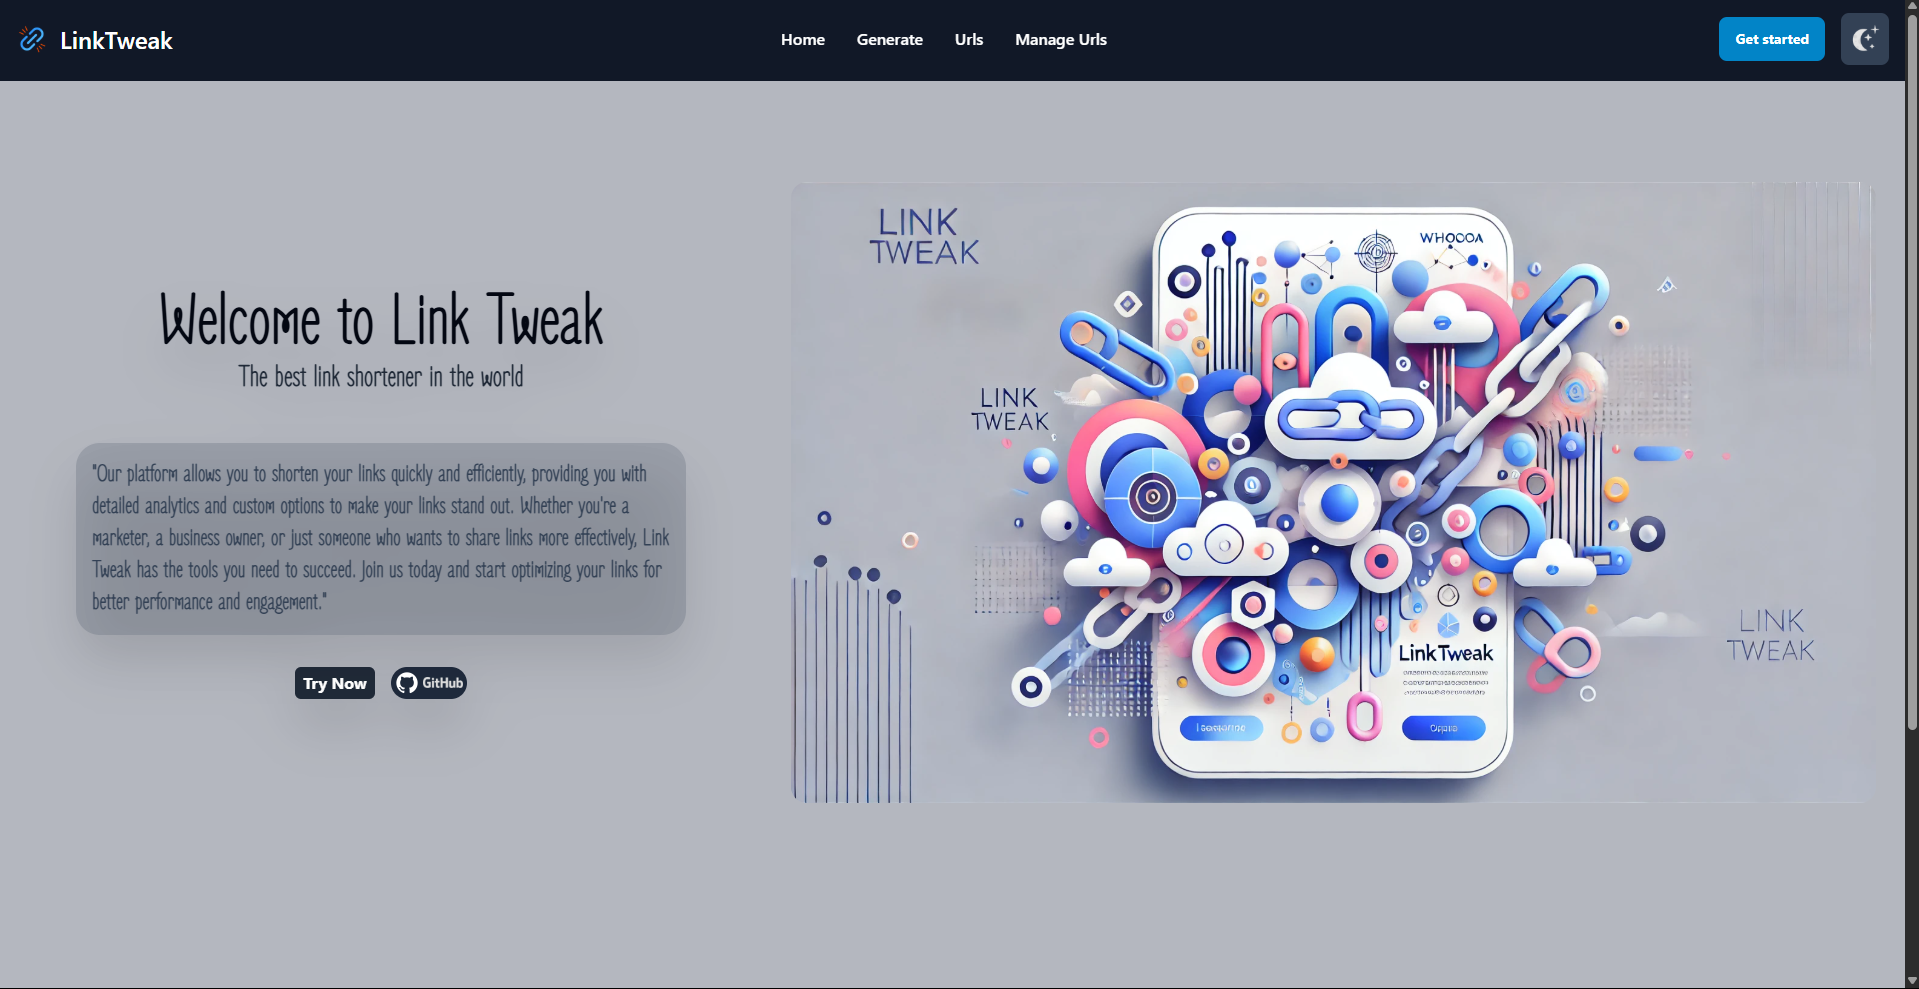 LinkTweak
Home
Generate
Urls
Manage Urls
Get started
Welcome to Link Tweak
The best link shortener in the world
"Our platform allows you to shorten your links quickly and efficiently, providing you with
detailed analytics and custom options to make your links stand out. Whether you're a
marketer, a business owner, or just someone who wants to share links more effectively, Link
Tweak has the tools you need to succeed. Join us today and start optimizing your links for
better performance and engagement."
Try Now
GitHub
LINK
TWEAK
WHOOOA
LINK
TWEAK
LINK
TWEAK
LinkTweak